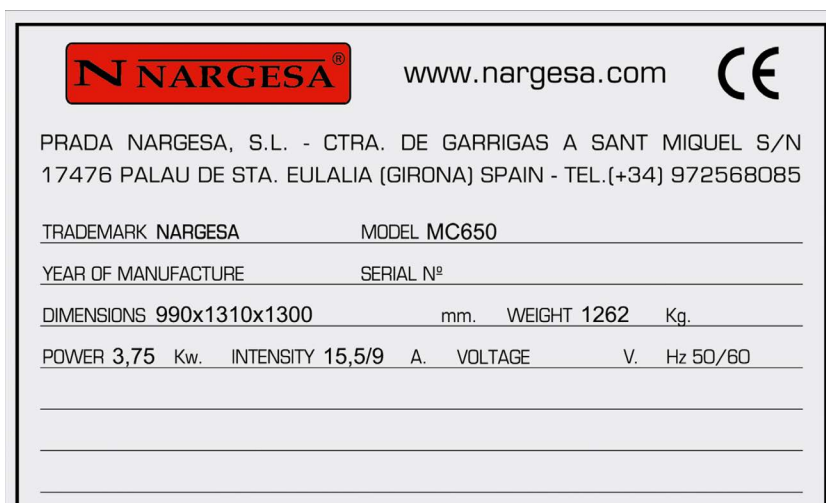 N NARGESA® www.nargesa.com CE
PRADA NARGESA, S.L. - CTRA. DE GARRIGAS A SANT MIQUEL S/N
17476 PALAU DE STA. EULALIA (GIRONA) SPAIN - TEL.(+34) 972568085
TRADEMARK NARGESA MODEL MC650
YEAR OF MANUFACTURE SERIAL Nº
DIMENSIONS 990x1310x1300 mm. WEIGHT 1262 Kg.
POWER 3,75 Kw. INTENSITY 15,5/9 A. VOLTAGE V. Hz 50/60